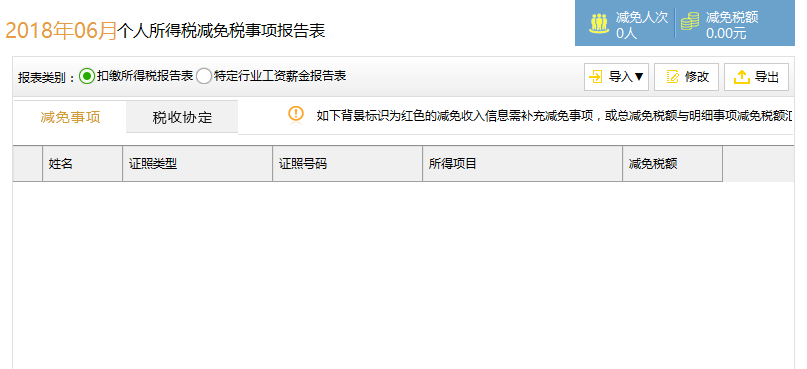 2018年06月个人所得税减免税事项报告表
减免人次
0人
减免税额
0.00元
报表类别：扣缴所得税报告表 特定行业工资薪金报告表
导入▼ 修改 导出
减免事项 税收协定
如下背景标识为红色的减免收入信息需补充减免事项，或总减免税额与明细事项减免税额汇
姓名 证照类型 证照号码 所得项目 减免税额